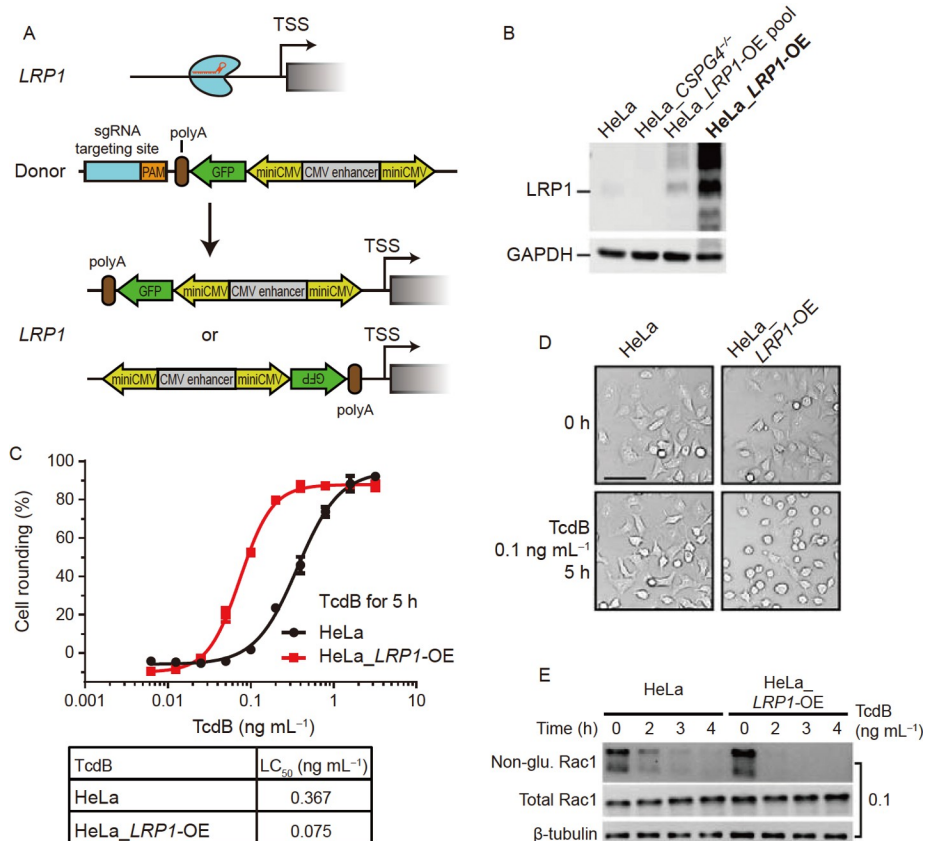 A
TSS
LRP1
sgRNA
targeting site
polyA
Donor
PAM
GFP
miniCMV
CMV enhancer
miniCMV
polyA
TSS
GFP
miniCMV
CMV enhancer
miniCMV
LRP1
or
TSS
miniCMV
CMV enhancer
miniCMV
GFP
polyA
B
HeLa
HeLa_CSPG4⁻/⁻
HeLa_LRP1-OE pool
HeLa_LRP1-OE
LRP1
GAPDH
C
100
80
60
40
20
0
Cell rounding (%)
TcdB for 5 h
HeLa
HeLa_LRP1-OE
0.001
0.01
0.1
1
10
TcdB (ng mL⁻¹)
TcdB LC₅₀ (ng mL⁻¹)
HeLa 0.367
HeLa_LRP1-OE 0.075
D
HeLa
HeLa_
LRP1-OE
0 h
TcdB
0.1 ng mL⁻¹
5 h
E
HeLa
HeLa_
LRP1-OE
TcdB
(ng mL⁻¹)
Time (h) 0 2 3 4 0 2 3 4
Non-glu. Rac1
Total Rac1
β-tubulin
0.1